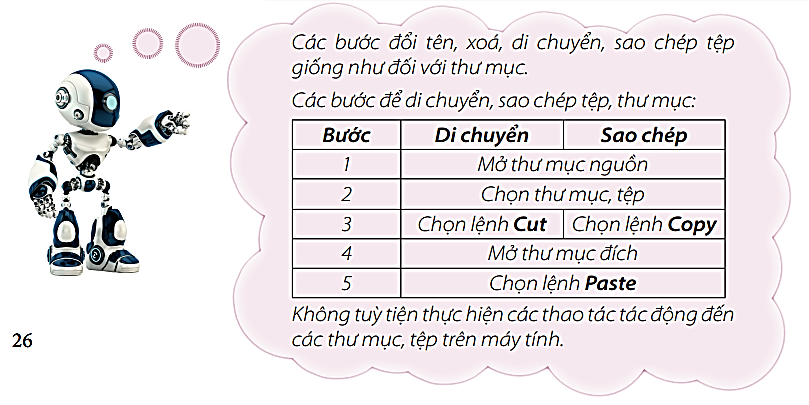 Các bước đổi tên, xoá, di chuyển, sao chép tệp
giống như đối với thư mục.
Các bước để di chuyển, sao chép tệp, thư mục:
Bước Di chuyển Sao chép
1 Mở thư mục nguồn
2 Chọn thư mục, tệp
3 Chọn lệnh Cut Chọn lệnh Copy
4 Mở thư mục đích
5 Chọn lệnh Paste
Không tuỳ tiện thực hiện các thao tác tác động đến
các thư mục, tệp trên máy tính.
26